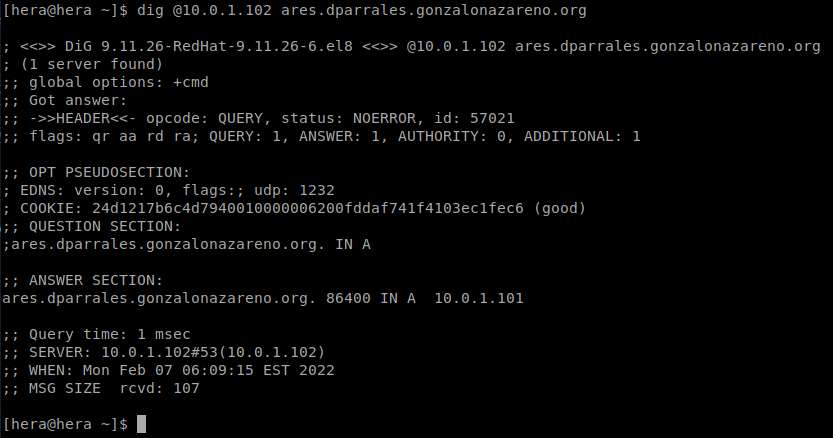 [hera@hera ~]$ dig @10.0.1.102 ares.dparrales.gonzalonazareno.org
; <<>> DiG 9.11.26-RedHat-9.11.26-6.el8 <<>> @10.0.1.102 ares.dparrales.gonzalonazareno.org
; (1 server found)
;; global options: +cmd
;; Got answer:
;; ->>HEADER<<- opcode: QUERY, status: NOERROR, id: 57021
;; flags: qr aa rd ra; QUERY: 1, ANSWER: 1, AUTHORITY: 0, ADDITIONAL: 1
;; OPT PSEUDOSECTION:
; EDNS: version: 0, flags:; udp: 1232
; COOKIE: 24d1217b6c4d7940010000006200fddaf741f4103ec1fec6 (good)
;; QUESTION SECTION:
;ares.dparrales.gonzalonazareno.org. IN A
;; ANSWER SECTION:
ares.dparrales.gonzalonazareno.org. 86400 IN A  10.0.1.101
;; Query time: 1 msec
;; SERVER: 10.0.1.102#53(10.0.1.102)
;; WHEN: Mon Feb 07 06:09:15 EST 2022
;; MSG SIZE  rcvd: 107
[hera@hera ~]$